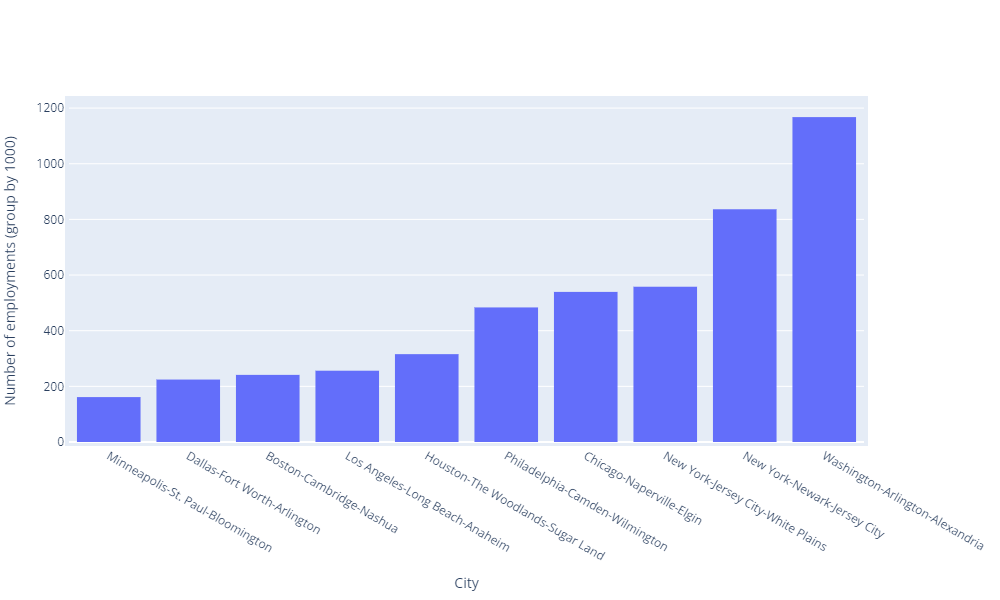 Number of employments (group by 1000)
1200
1000
800
600
400
200
0
Minneapolis-St. Paul-Bloomington
Dallas-Fort Worth-Arlington
Boston-Cambridge-Nashua
Los Angeles-Long Beach-Anaheim
Houston-The Woodlands-Sugar Land
Philadelphia-Camden-Wilmington
Chicago-Naperville-Elgin
New York-Jersey City-White Plains
New York-Newark-Jersey City
Washington-Arlington-Alexandria
City